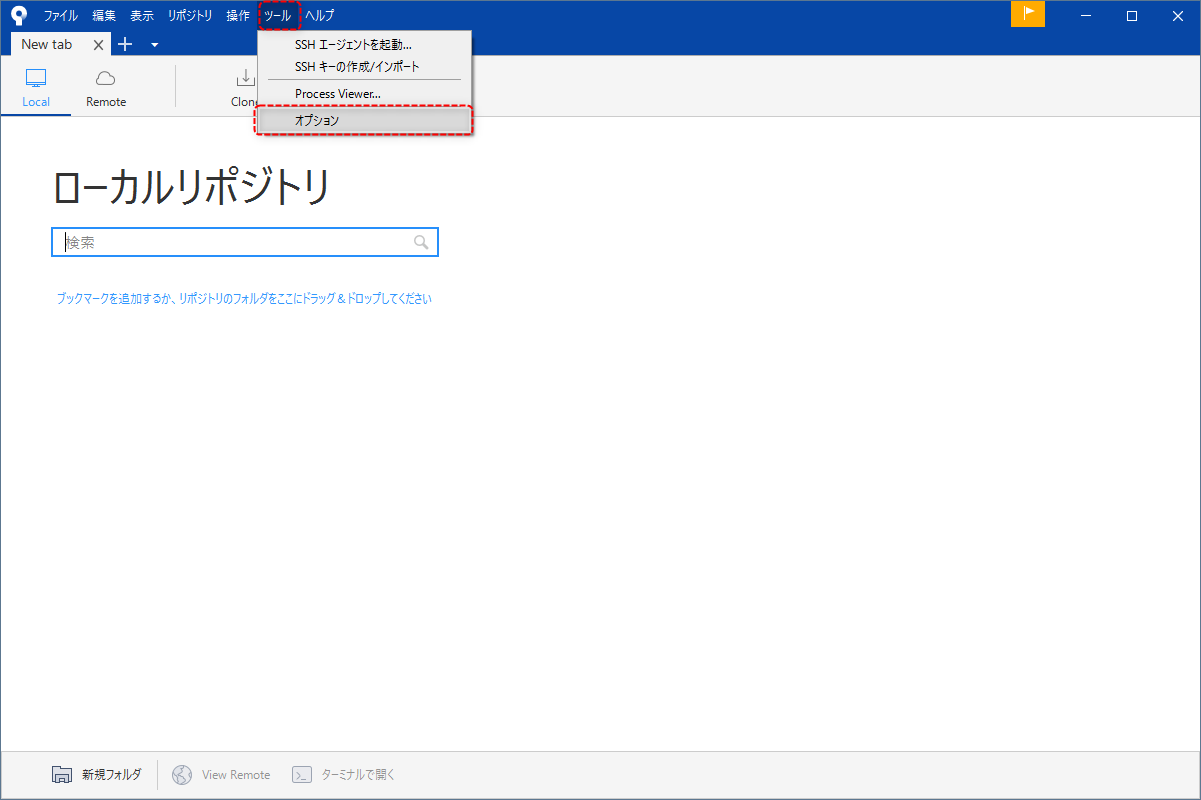 ファイル 編集 表示 リポジトリ 操作 ツール ヘルプ
New tab
SSH エージェントを起動...
SSH キーの作成/インポート
Process Viewer...
オプション
Local Remote Clon
ローカルリポジトリ
検索
ブックマークを追加するか、リポジトリのフォルダをここにドラッグ＆ドロップしてください
新規フォルダ View Remote ターミナルで開く